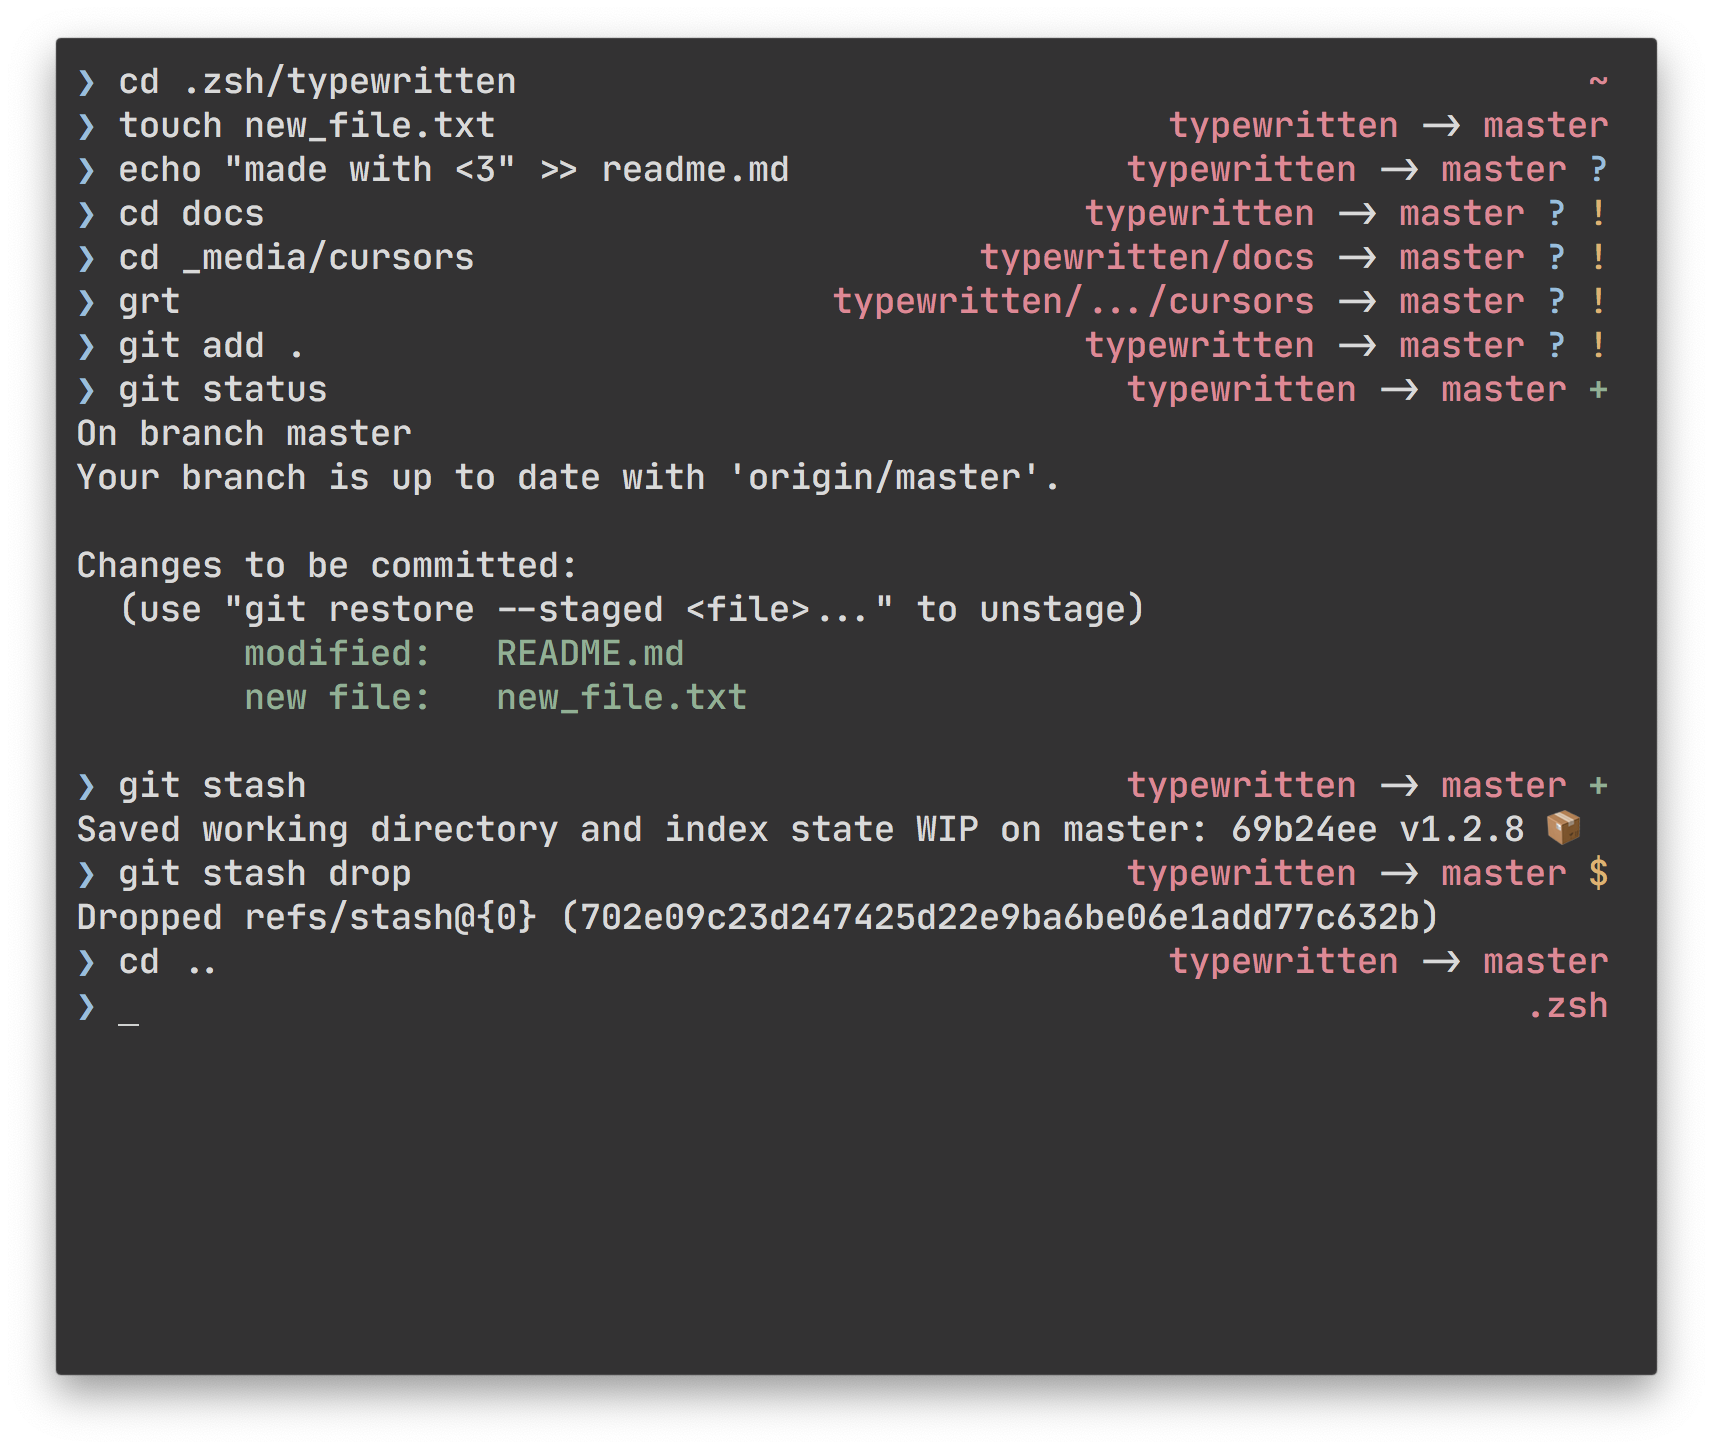 ❯ cd .zsh/typewritten ~
❯ touch new_file.txt typewritten → master
❯ echo "made with <3" >> readme.md typewritten → master ?
❯ cd docs typewritten → master ? !
❯ cd _media/cursors typewritten/docs → master ? !
❯ grt typewritten/.../cursors → master ? !
❯ git add . typewritten → master ? !
❯ git status typewritten → master +
On branch master
Your branch is up to date with 'origin/master'.
Changes to be committed:
(use "git restore --staged <file>..." to unstage)
modified: README.md
new file: new_file.txt
❯ git stash typewritten → master +
Saved working directory and index state WIP on master: 69b24ee v1.2.8 📦
❯ git stash drop typewritten → master $
Dropped refs/stash@{0} (702e09c23d247425d22e9ba6be06e1add77c632b)
❯ cd .. typewritten → master
❯ _ .zsh